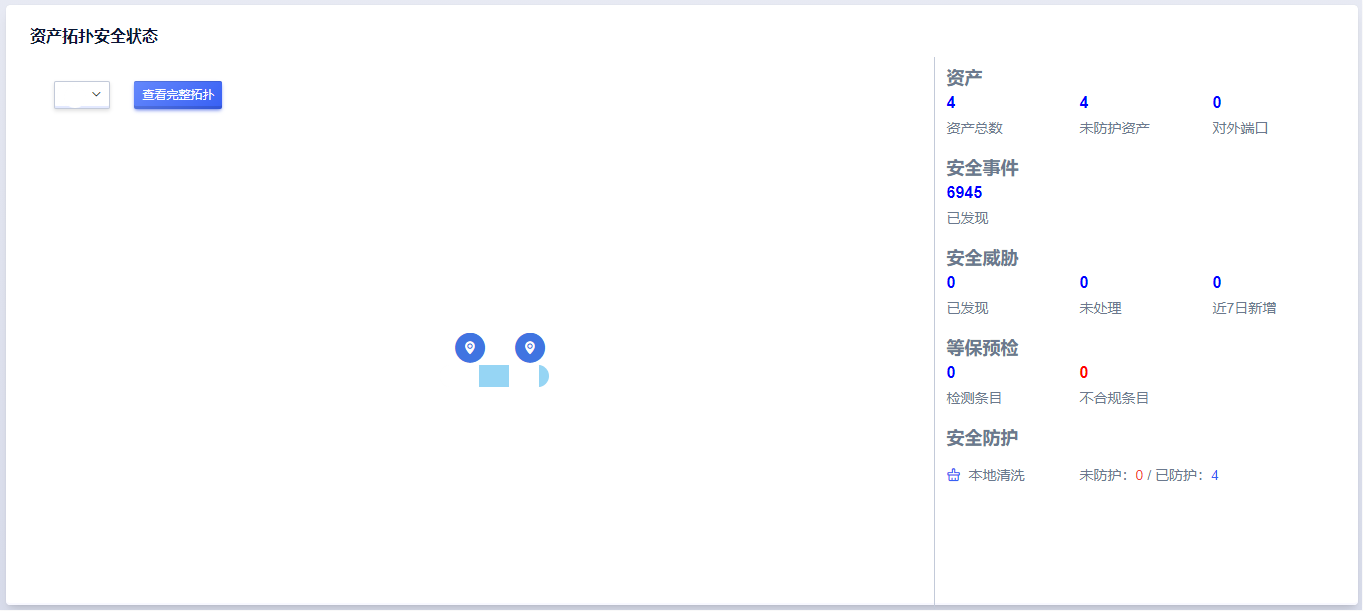 资产拓扑安全状态
查看完整拓扑
资产
4 4 0
资产总数 未防护资产 对外端口
安全事件
6945
已发现
安全威胁
0 0 0
已发现 未处理 近7日新增
等保预检
0 0
检测条目 不合规条目
安全防护
本地清洗 未防护：0 / 已防护：4